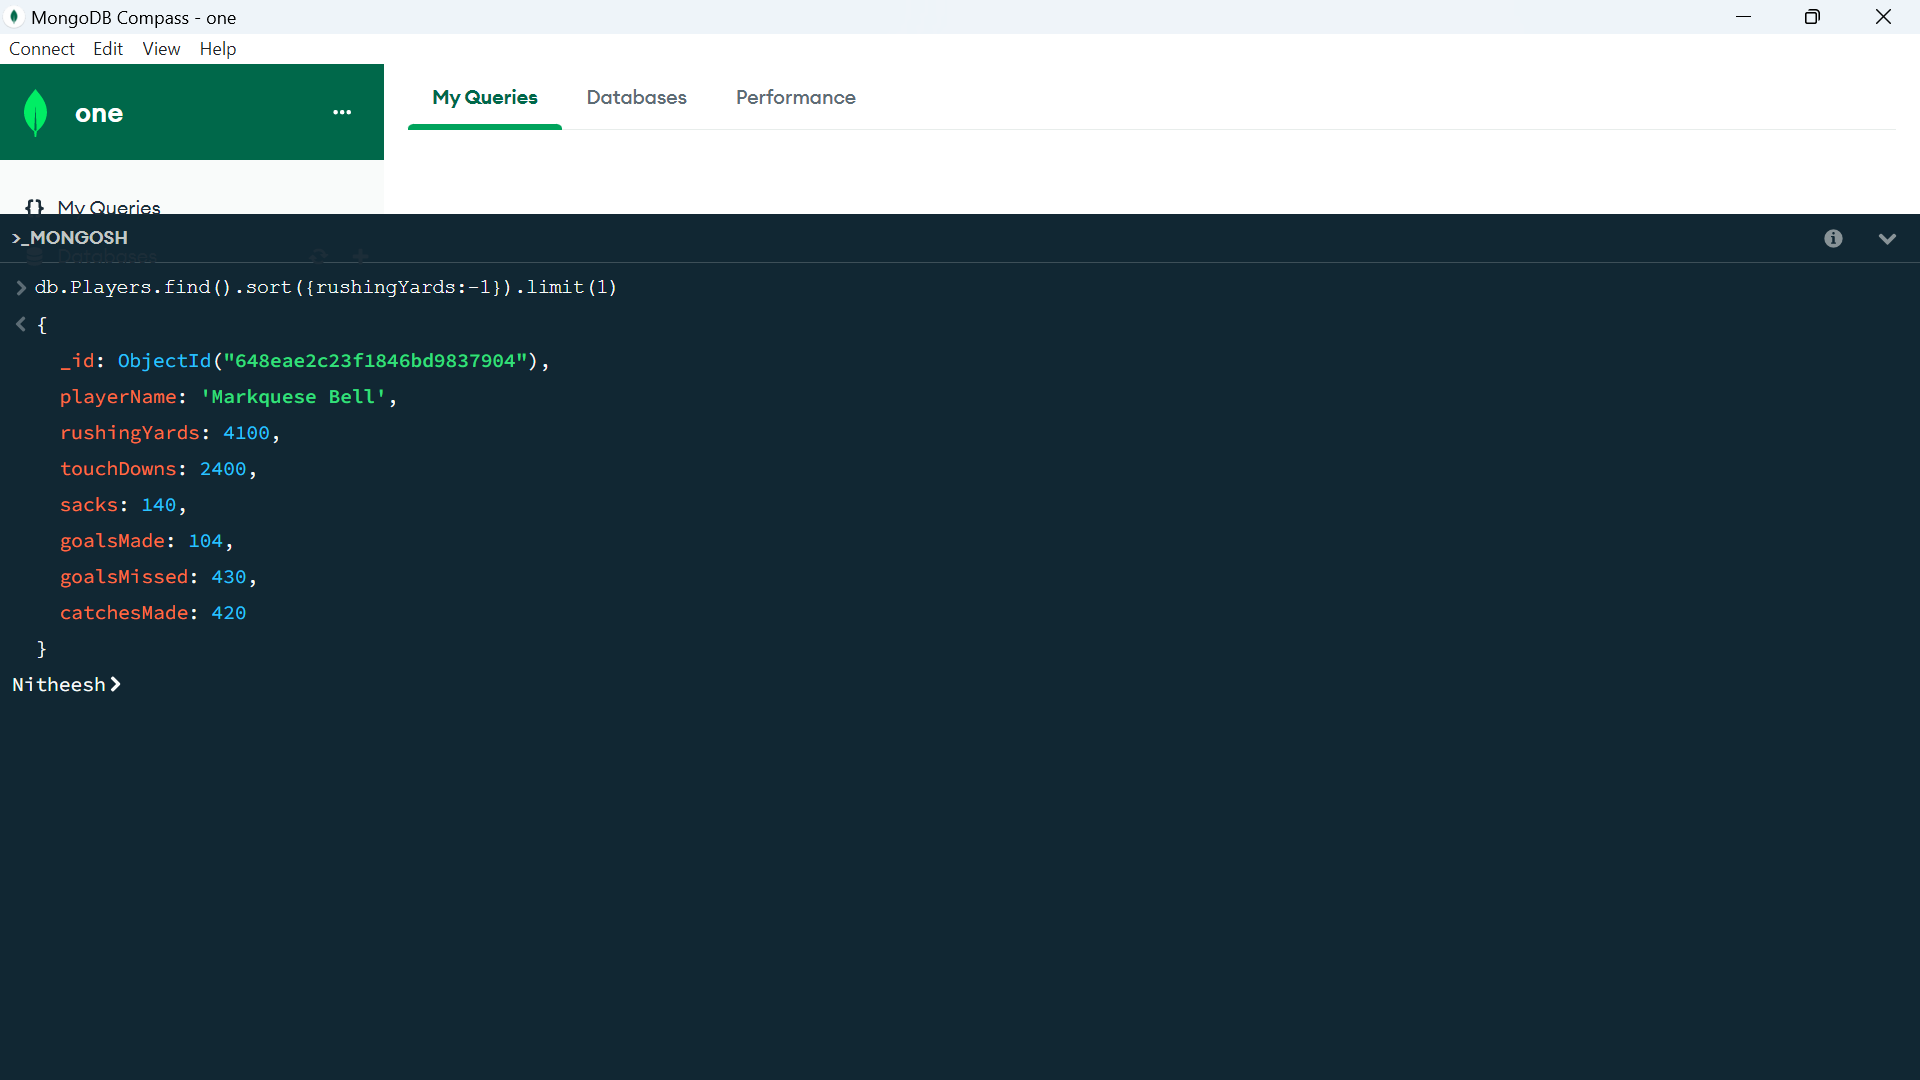 MongoDB Compass - one
Connect Edit View Help
one
My Queries Databases Performance
{} My Queries
>_MONGOSH
Databases
db.Players.find().sort({rushingYards:-1}).limit(1)
{
_id: ObjectId("648eae2c23f1846bd9837904"),
playerName: 'Markquese Bell',
rushingYards: 4100,
touchDowns: 2400,
sacks: 140,
goalsMade: 104,
goalsMissed: 430,
catchesMade: 420
}
Nitheesh>